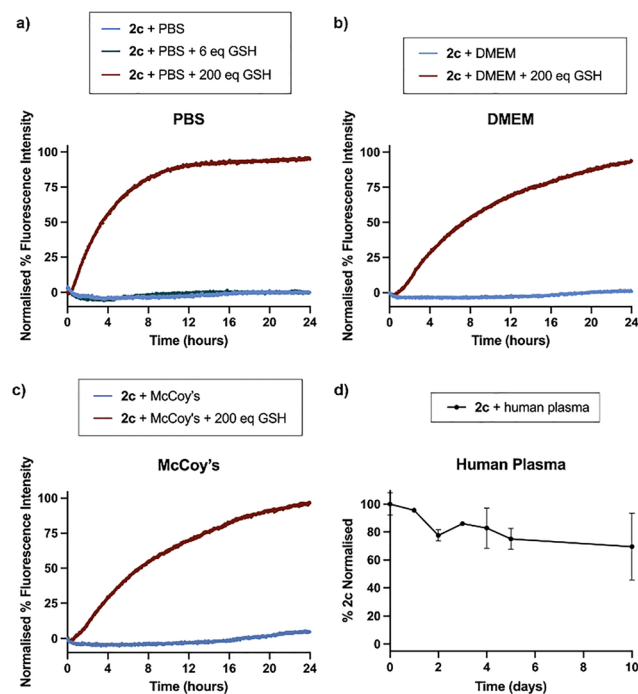 a)
2c + PBS
2c + PBS + 6 eq GSH
2c + PBS + 200 eq GSH
PBS
Normalised % Fluorescence Intensity
100
75
50
25
0
0 4 8 12 16 20 24
Time (hours)
b)
2c + DMEM
2c + DMEM + 200 eq GSH
DMEM
Normalised % Fluorescence Intensity
100
75
50
25
0
0 4 8 12 16 20 24
Time (hours)
c)
2c + McCoy's
2c + McCoy's + 200 eq GSH
McCoy's
Normalised % Fluorescence Intensity
100
75
50
25
0
0 4 8 12 16 20 24
Time (hours)
d)
2c + human plasma
Human Plasma
% 2c Normalised
100
80
60
40
20
0
0 2 4 6 8 10
Time (days)